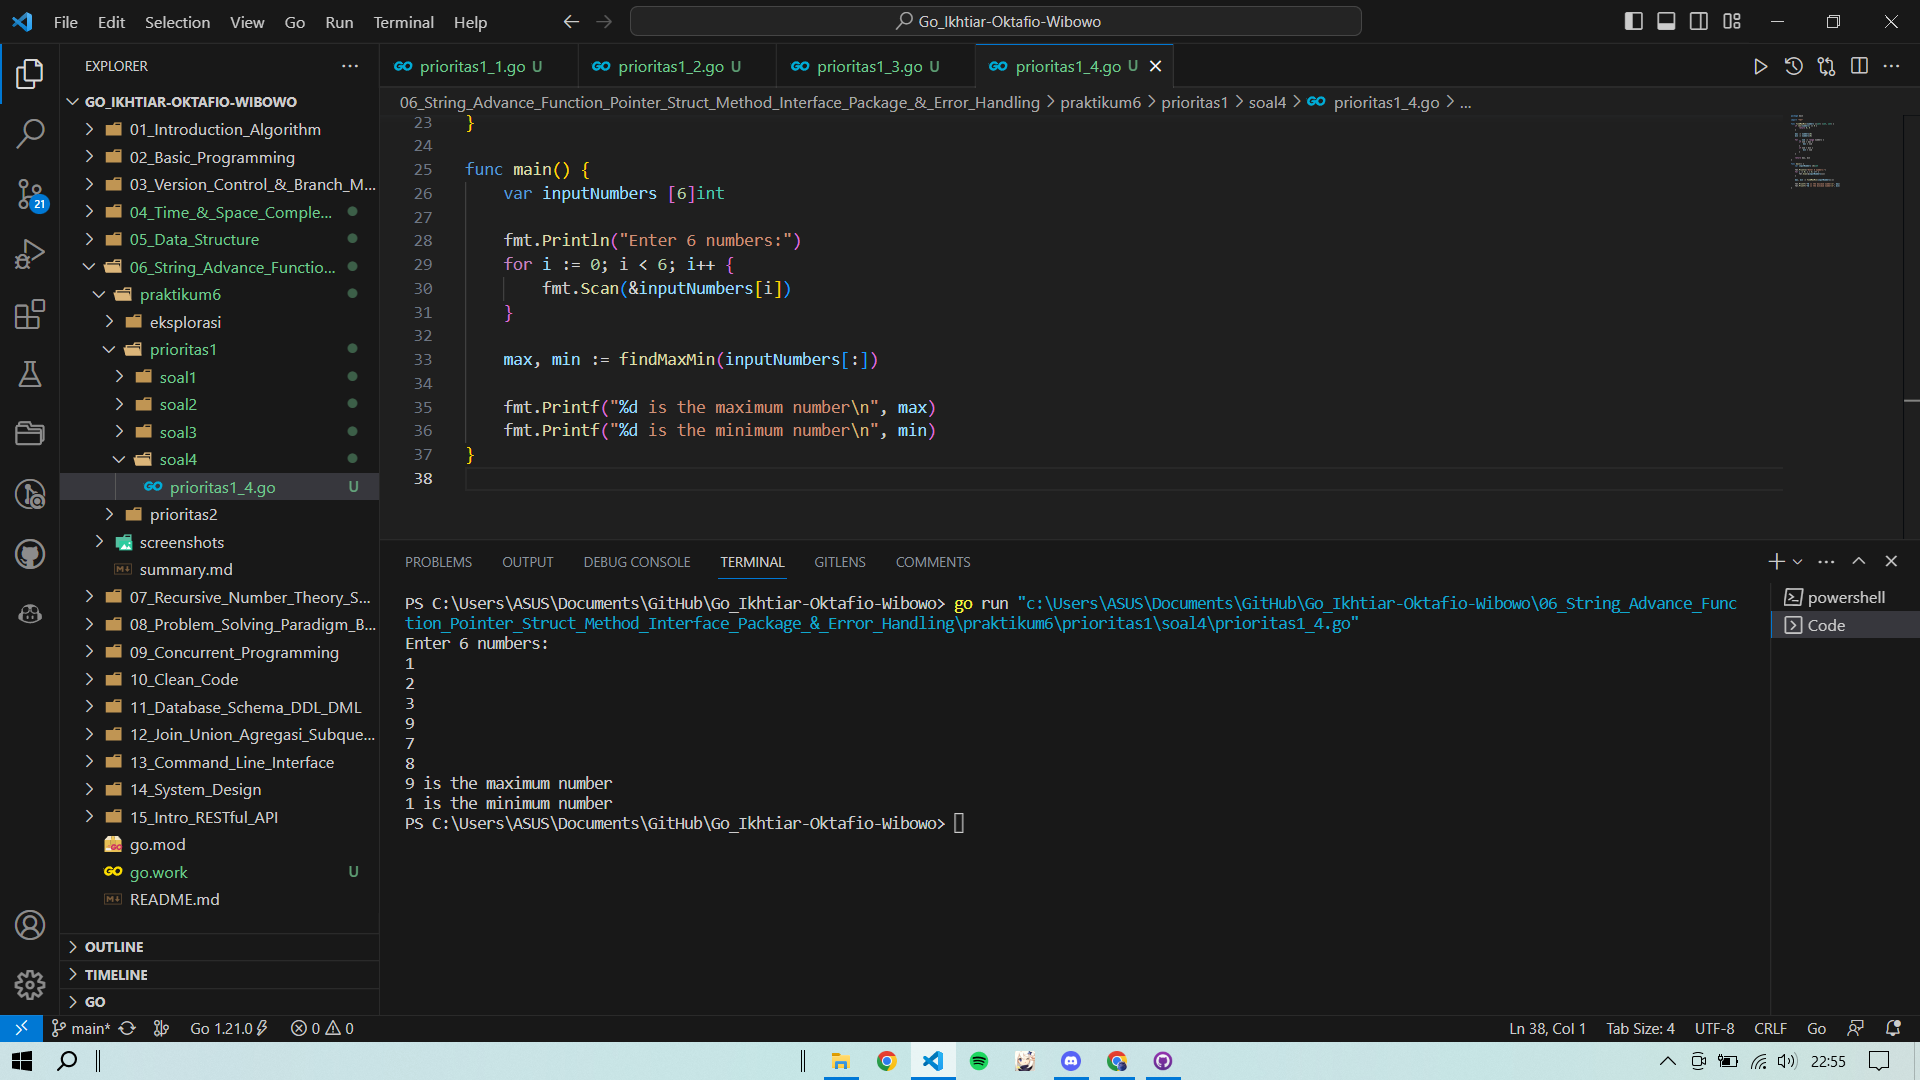 File Edit Selection View Go Run Terminal Help
Go_Ikhtiar-Oktafio-Wibowo
EXPLORER
GO_IKHTIAR-OKTAFIO-WIBOWO
01_Introduction_Algorithm
02_Basic_Programming
03_Version_Control_&_Branch_M...
04_Time_&_Space_Comple...
05_Data_Structure
06_String_Advance_Functio...
praktikum6
eksplorasi
prioritas1
soal1
soal2
soal3
soal4
prioritas1_4.go U
prioritas2
screenshots
summary.md
07_Recursive_Number_Theory_S...
08_Problem_Solving_Paradigm_B...
09_Concurrent_Programming
10_Clean_Code
11_Database_Schema_DDL_DML
12_Join_Union_Agregasi_Subque...
13_Command_Line_Interface
14_System_Design
15_Intro_RESTful_API
go.mod
go.work U
README.md
OUTLINE
TIMELINE
GO
21
prioritas1_1.go U prioritas1_2.go U prioritas1_3.go U prioritas1_4.go U
06_String_Advance_Function_Pointer_Struct_Method_Interface_Package_&_Error_Handling > praktikum6 > prioritas1 > soal4 > prioritas1_4.go > ...
23 }
24
25 func main() {
26 var inputNumbers [6]int
27
28 fmt.Println("Enter 6 numbers:")
29 for i := 0; i < 6; i++ {
30 fmt.Scan(&inputNumbers[i])
31 }
32
33 max, min := findMaxMin(inputNumbers[:])
34
35 fmt.Printf("%d is the maximum number\n", max)
36 fmt.Printf("%d is the minimum number\n", min)
37 }
38
PROBLEMS OUTPUT DEBUG CONSOLE TERMINAL GITLENS COMMENTS
PS C:\Users\ASUS\Documents\GitHub\Go_Ikhtiar-Oktafio-Wibowo> go run "c:\Users\ASUS\Documents\GitHub\Go_Ikhtiar-Oktafio-Wibowo\06_String_Advance_Func
tion_Pointer_Struct_Method_Interface_Package_&_Error_Handling\praktikum6\prioritas1\soal4\prioritas1_4.go"
Enter 6 numbers:
1
2
3
9
7
8
9 is the maximum number
1 is the minimum number
PS C:\Users\ASUS\Documents\GitHub\Go_Ikhtiar-Oktafio-Wibowo>
powershell
Code
main* Go 1.21.0 0 0 Ln 38, Col 1 Tab Size: 4 UTF-8 CRLF Go
22:55